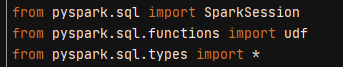 from pyspark.sql import SparkSession
from pyspark.sql.functions import udf
from pyspark.sql.types import *